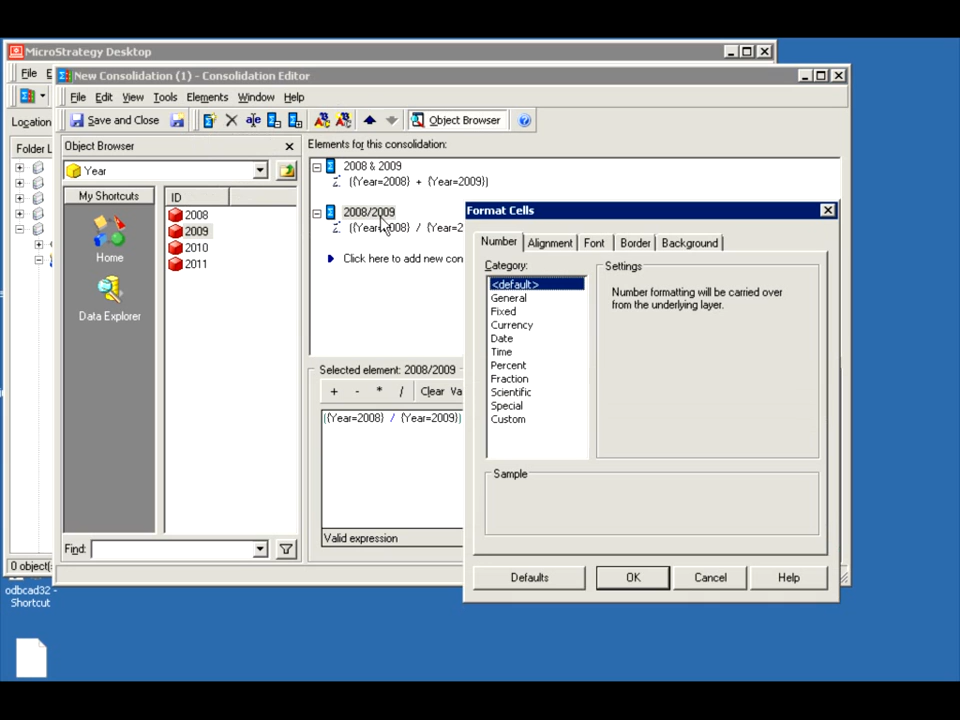 MicroStrategy Desktop
File
New Consolidation (1) - Consolidation Editor
File Edit View Tools Elements Window Help
Save and Close Object Browser
Location
Object Browser
Elements for this consolidation:
Folder L
Year
2008 & 2009
({Year=2008} + {Year=2009})
My Shortcuts
ID
2008
2009
2010
2011
Home
Data Explorer
2008/2009
Click here to add new con
Selected element: 2008/2009
+ - * / Clear Va
({Year=2008} / {Year=2009})
Valid expression
Find:
0 object(
odbcad32 -
Shortcut
Format Cells
Number Alignment Font Border Background
Category:
<default>
General
Fixed
Currency
Date
Time
Percent
Fraction
Scientific
Special
Custom
Settings
Number formatting will be carried over
from the underlying layer.
Sample
Defaults OK Cancel Help